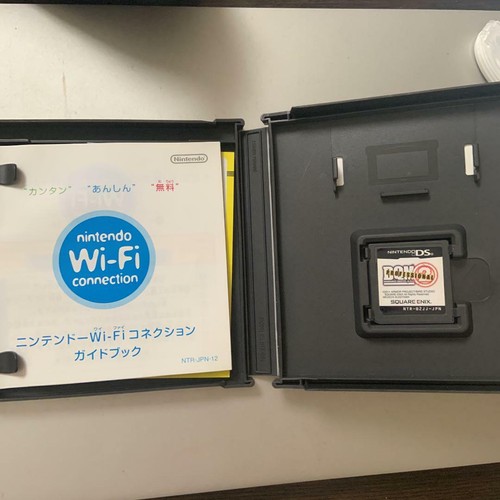 Nintendo
"カンタン" "あんしん" "無料"
nintendo
Wi-Fi
connection
ニンテンドーWi-Fiコネクション
ガイドブック
NTR-JPN-12
NINTENDO DS
PROFESSIONAL
SQUARE ENIX